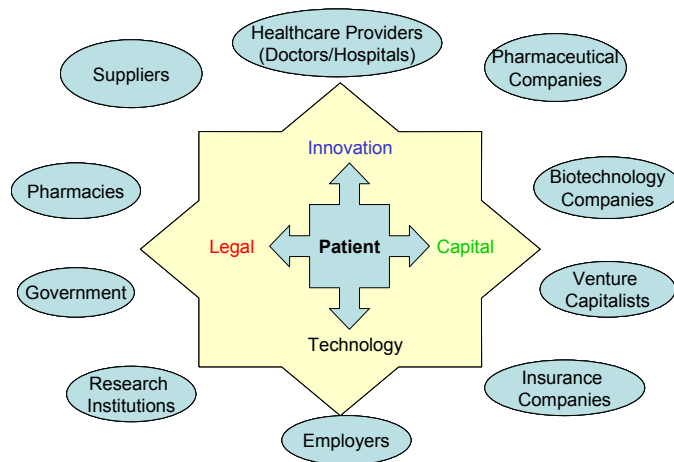 Healthcare Providers
(Doctors/Hospitals)
Suppliers
Pharmaceutical
Companies
Innovation
Pharmacies
Biotechnology
Companies
Legal
Patient
Capital
Government
Venture
Capitalists
Technology
Research
Institutions
Insurance
Companies
Employers